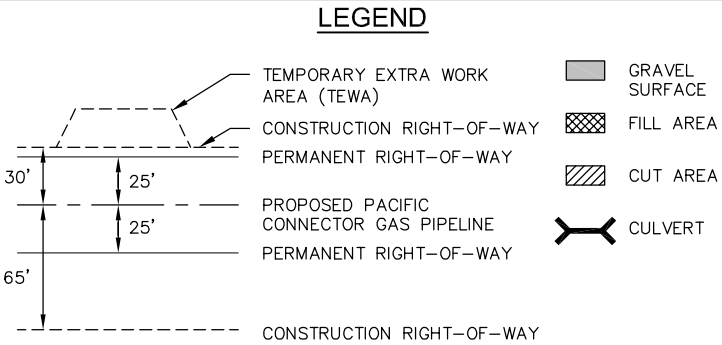 LEGEND
TEMPORARY EXTRA WORK
AREA (TEWA)
CONSTRUCTION RIGHT-OF-WAY
PERMANENT RIGHT-OF-WAY
30'
25'
PROPOSED PACIFIC
CONNECTOR GAS PIPELINE
25'
PERMANENT RIGHT-OF-WAY
65'
CONSTRUCTION RIGHT-OF-WAY
GRAVEL
SURFACE
FILL AREA
CUT AREA
CULVERT